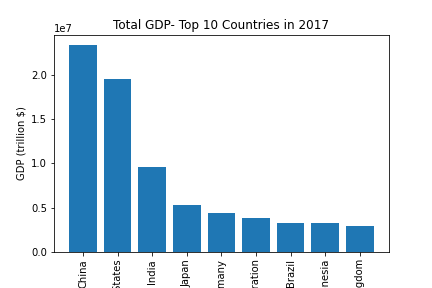 Total GDP- Top 10 Countries in 2017
1e7
GDP (trillion $)
2.0
1.5
1.0
0.5
0.0
China
tates
India
Japan
many
ration
Brazil
nesia
gdom